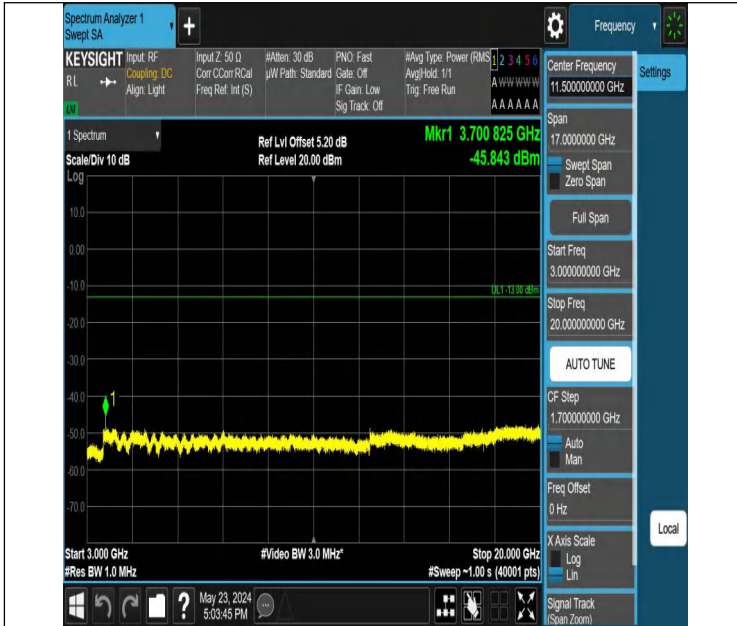 Spectrum Analyzer 1
Swept SA
Frequency
KEYSIGHT
RL
Input: RF
Coupling: DC
Align: Light
Input Z: 50 Ω
Corr CCorr RCal
Freq Ref: Int (S)
#Atten: 30 dB
µW Path: Standard
PNO: Fast
Gate: Off
IF Gain: Low
Sig Track: Off
#Avg Type: Power (RMS
Avg|Hold: 1/1
Trig: Free Run
1 2 3 4 5 6
A W W W W W
A A A A A A
Settings
Center Frequency
11.500000000 GHz
Span
17.0000000 GHz
Swept Span
Zero Span
Full Span
Start Freq
3.000000000 GHz
Stop Freq
20.000000000 GHz
AUTO TUNE
CF Step
1.700000000 GHz
Auto
Man
Freq Offset
0 Hz
X Axis Scale
Log
Lin
Signal Track
(Span Zoom)
Local
1 Spectrum
Scale/Div 10 dB
Log
Ref Lvl Offset 5.20 dB
Ref Level 20.00 dBm
Mkr1 3.700 825 GHz
-45.843 dBm
10.0
0.00
-10.0
DL1 -13.00 dBm
-20.0
-30.0
-40.0
1
-50.0
-60.0
-70.0
Start 3.000 GHz
#Res BW 1.0 MHz
#Video BW 3.0 MHz*
Stop 20.000 GHz
#Sweep ~1.00 s (40001 pts)
?
May 23, 2024
5:03:45 PM